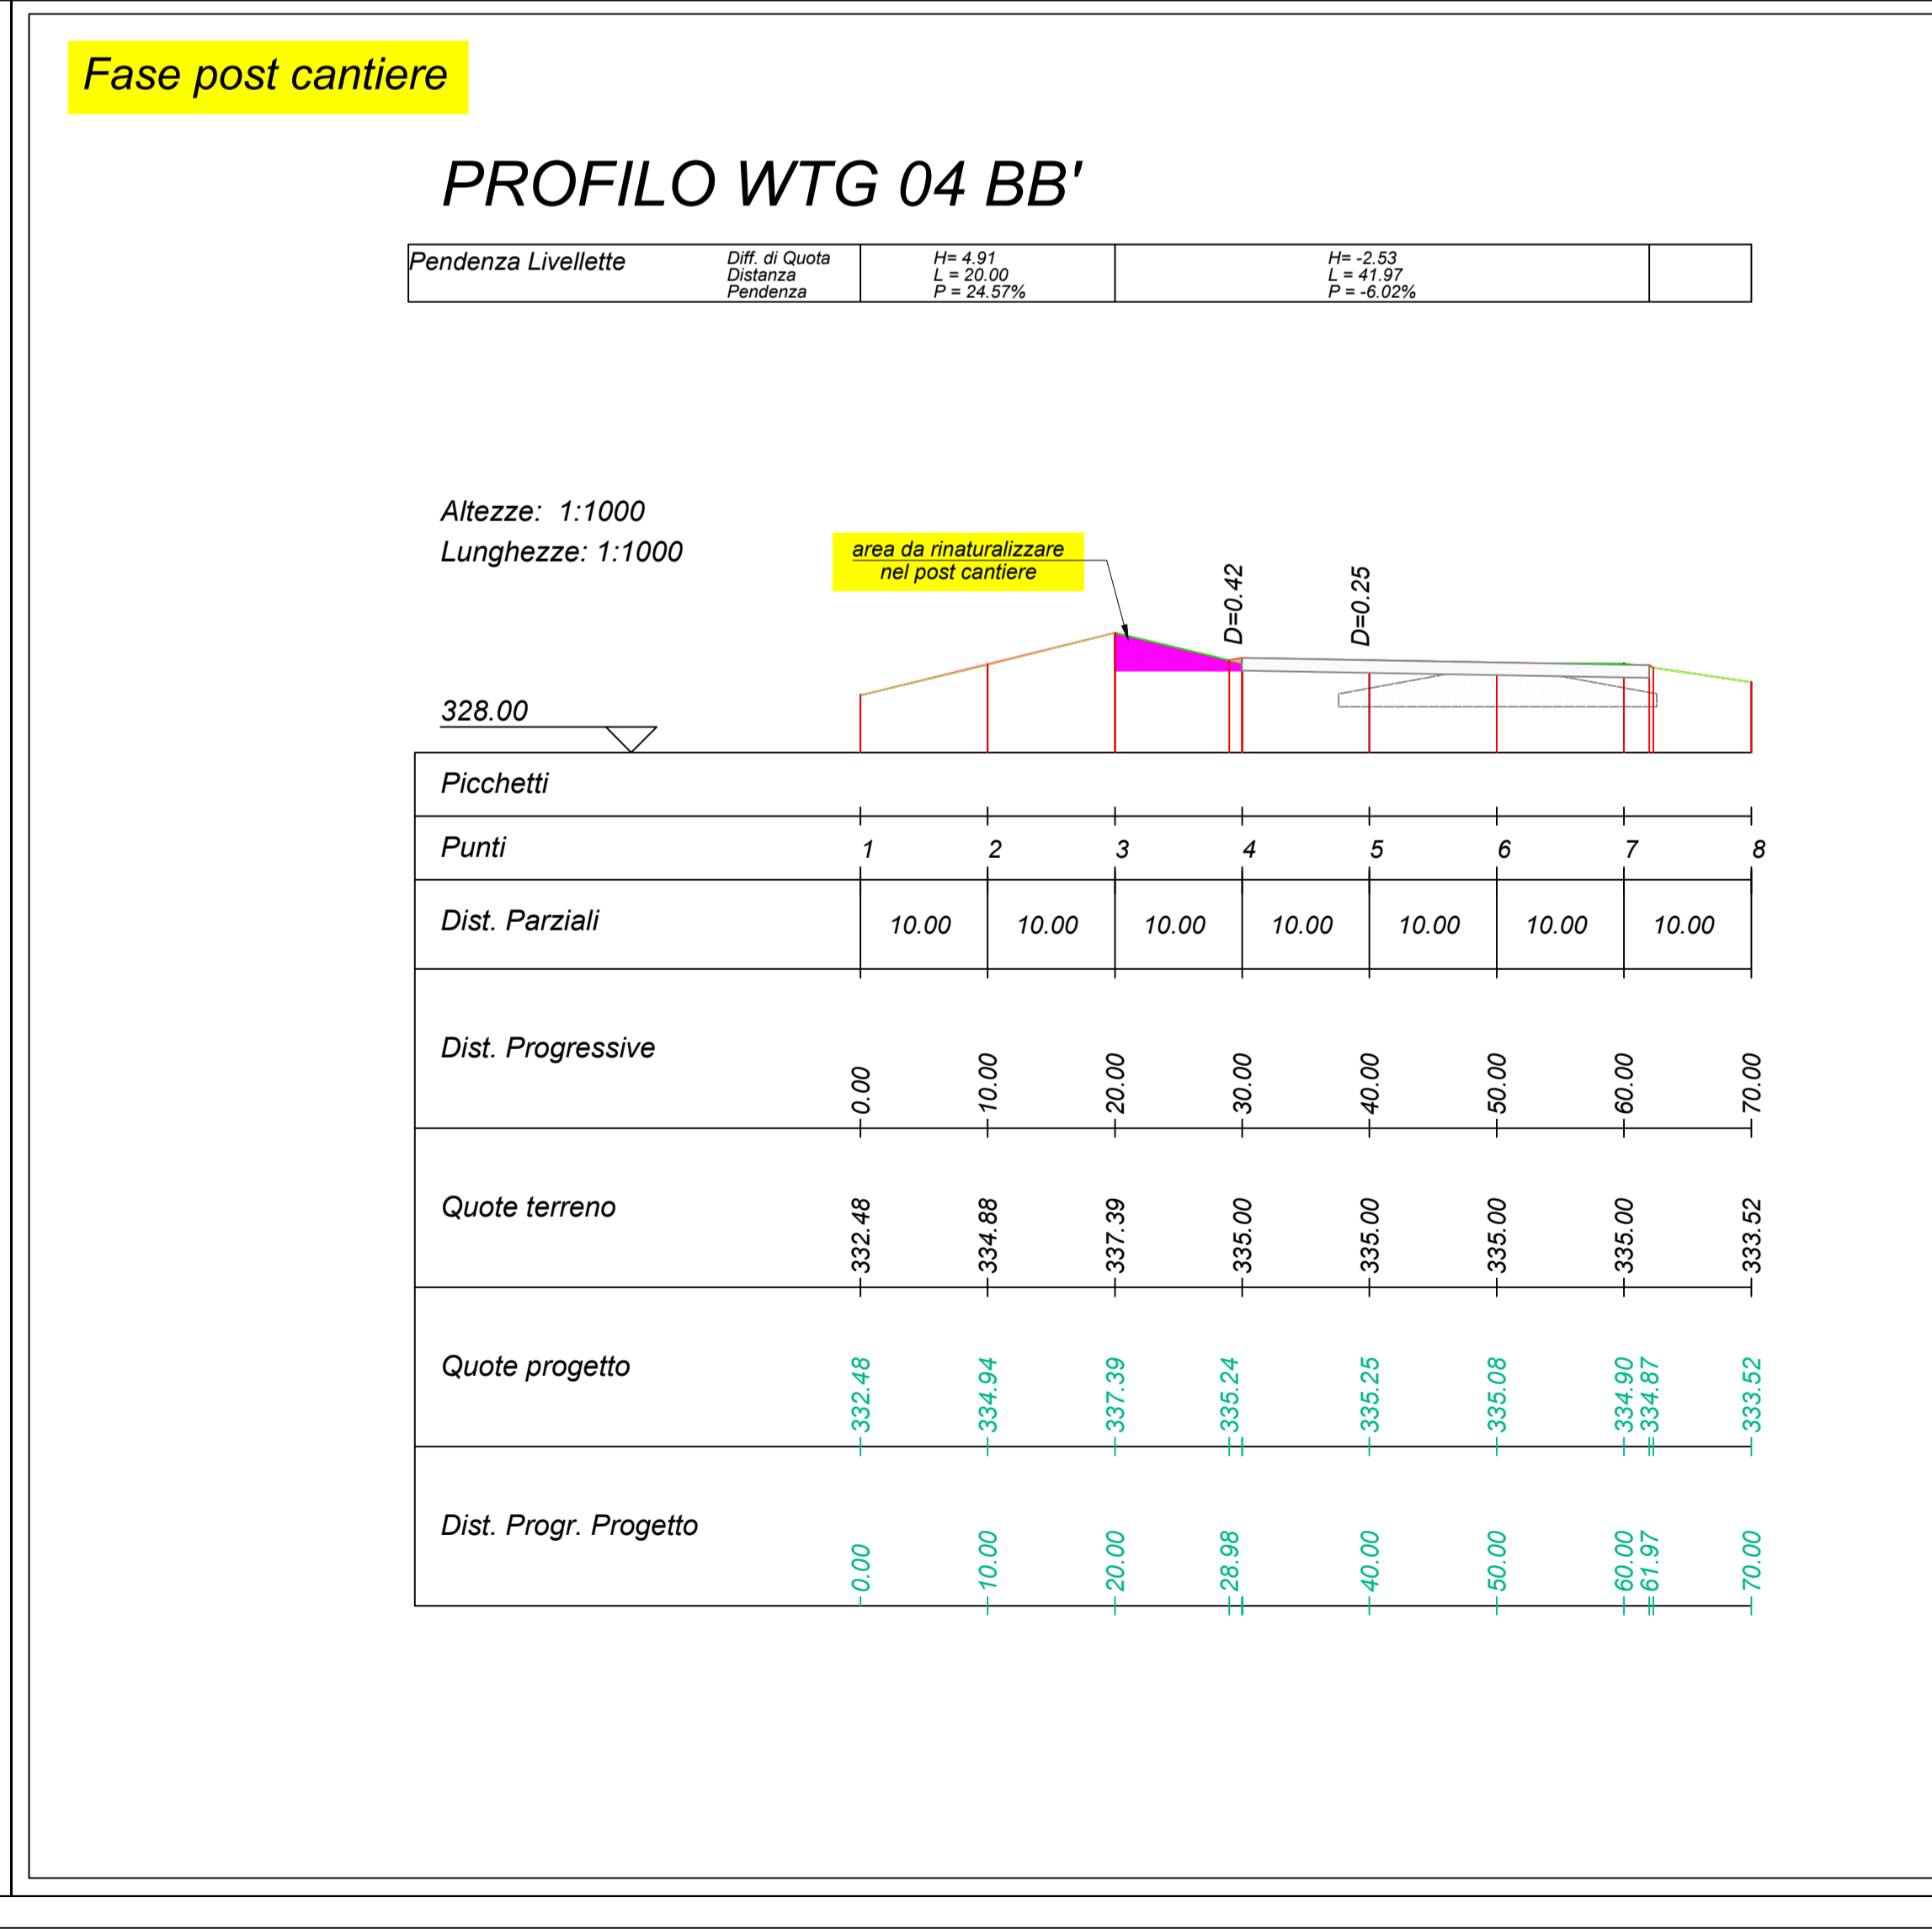 Fase post cantiere
PROFILO WTG 04 BB'
Pendenza Livellette
Diff. di Quota
Distanza
Pendenza
H= 4.91
L = 20.00
P = 24.57%
H= -2.53
L = 41.97
P = -6.02%
Altezze: 1:1000
Lunghezze: 1:1000
area da rinaturalizzare
nel post cantiere
D=0.42
D=0.25
328.00
Picchetti
Punti 1 2 3 4 5 6 7 8
Dist. Parziali 10.00 10.00 10.00 10.00 10.00 10.00 10.00
Dist. Progressive 0.00 10.00 20.00 30.00 40.00 50.00 60.00 70.00
Quote terreno 332.48 334.88 337.39 335.00 335.00 335.00 335.00 333.52
Quote progetto 332.48 334.94 337.39 335.24 335.25 335.08 334.90 334.87 333.52
Dist. Progr. Progetto 0.00 10.00 20.00 28.98 40.00 50.00 60.00 61.97 70.00